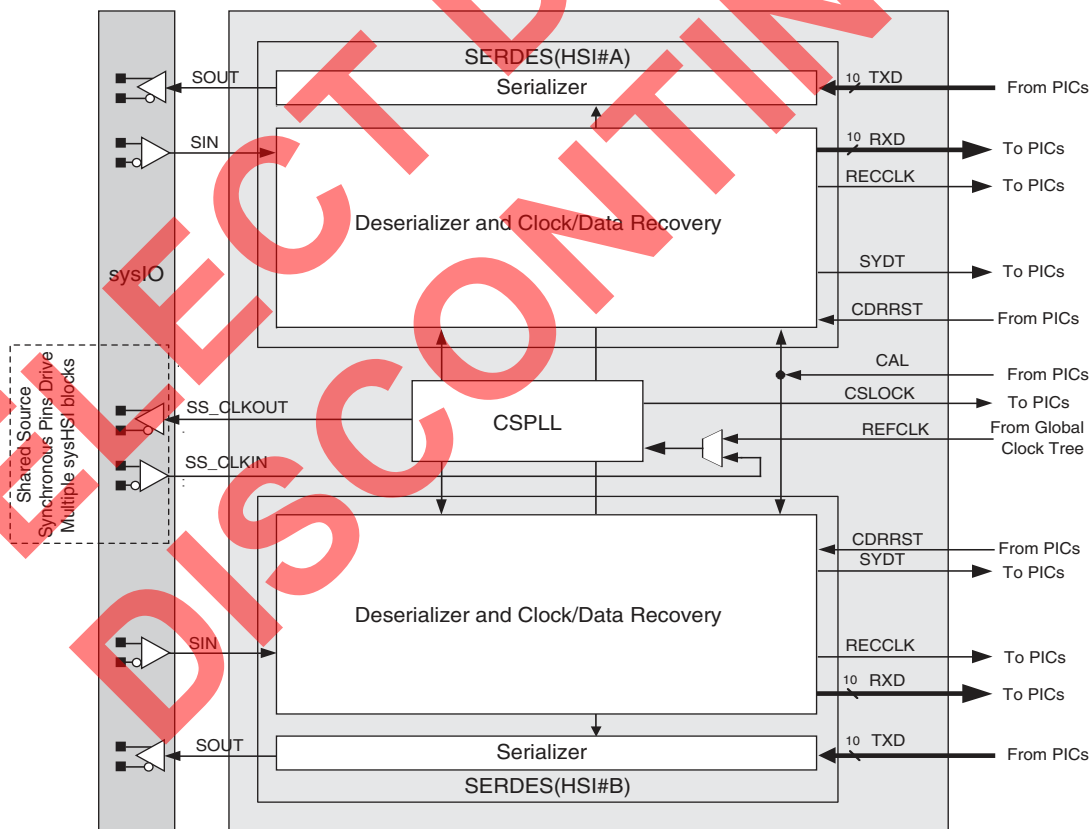 SERDES(HSI#A)
SOUT
Serializer
10 TXD
From PICs
SIN
10 RXD
To PICs
RECCLK
To PICs
Deserializer and Clock/Data Recovery
sysIO
SYDT
To PICs
CDRRST
From PICs
CAL
From PICs
Shared Source
Synchronous Pins Drive
Multiple sysHSI blocks
SS_CLKOUT
CSPLL
CSLOCK
To PICs
REFCLK
From Global
Clock Tree
SS_CLKIN
CDRRST
From PICs
SYDT
To PICs
Deserializer and Clock/Data Recovery
SIN
RECCLK
To PICs
10 RXD
To PICs
SOUT
Serializer
10 TXD
From PICs
SERDES(HSI#B)